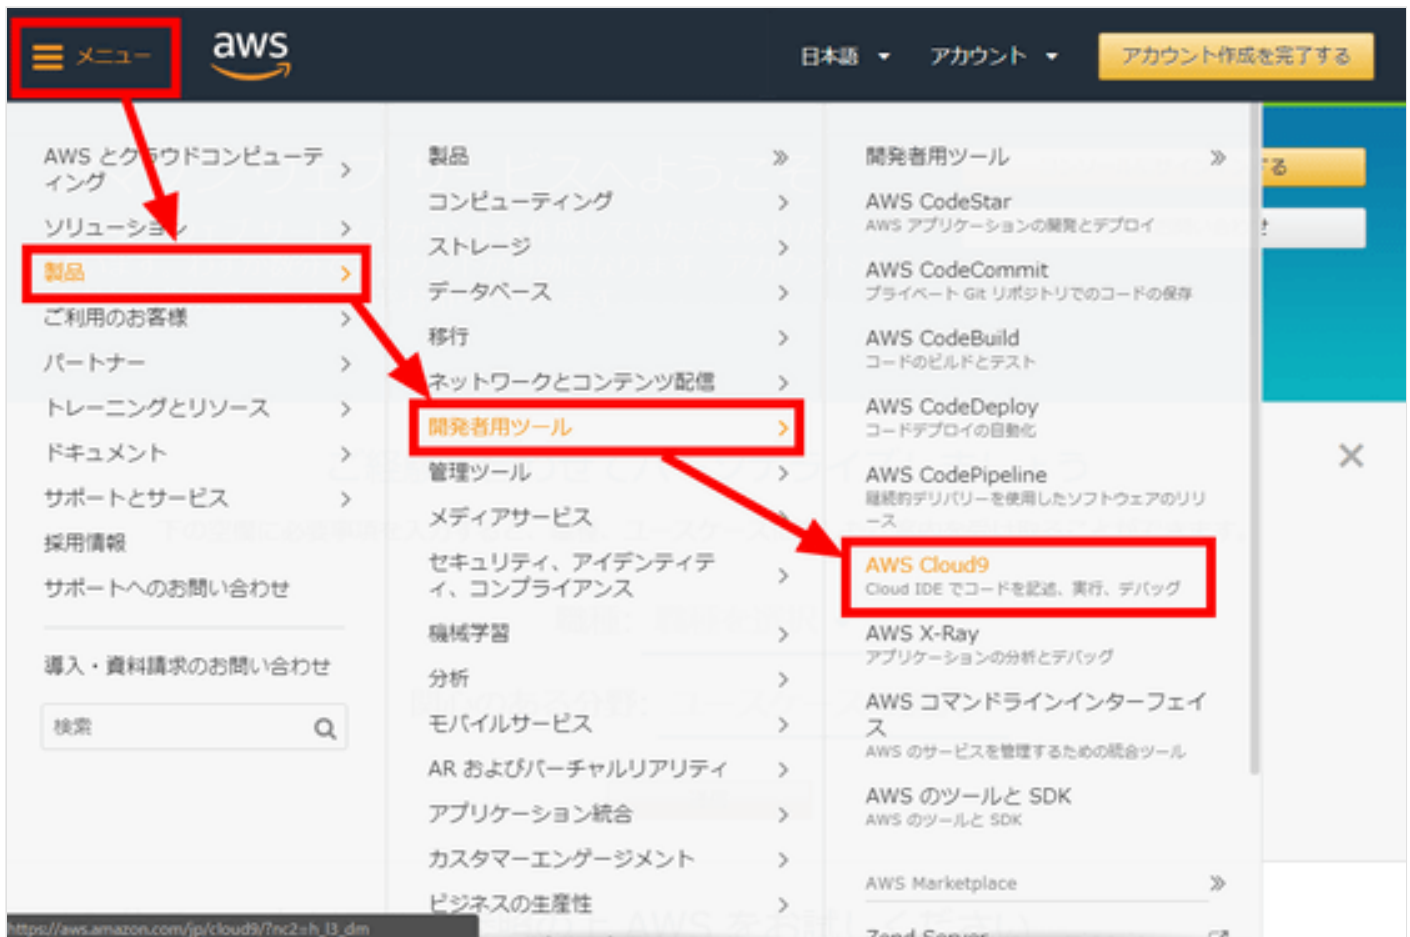 メニュー
aws
日本語
アカウント
アカウント作成を完了する
AWS とクラウドコンピューテ
ィング
ソリューション
製品
ご利用のお客様
パートナー
トレーニングとリソース
ドキュメント
サポートとサービス
採用情報
サポートへのお問い合わせ
導入・資料請求のお問い合わせ
検索
製品
コンピューティング
ストレージ
データベース
移行
ネットワークとコンテンツ配信
開発者用ツール
管理ツール
メディアサービス
セキュリティ、アイデンティテ
ィ、コンプライアンス
機械学習
分析
モバイルサービス
AR およびバーチャルリアリティ
アプリケーション統合
カスタマーエンゲージメント
ビジネスの生産性
開発者用ツール
AWS CodeStar
AWS アプリケーションの開発とデプロイ
AWS CodeCommit
プライベート Git リポジトリでのコードの保存
AWS CodeBuild
コードのビルドとテスト
AWS CodeDeploy
コードデプロイの自動化
AWS CodePipeline
継続的デリバリーを使用したソフトウェアのリリ
ース
AWS Cloud9
Cloud IDE でコードを記述、実行、デバッグ
AWS X-Ray
アプリケーションの分析とデバッグ
AWS コマンドラインインターフェイ
ス
AWS のサービスを管理するための統合ツール
AWS のツールと SDK
AWS のツールと SDK
AWS Marketplace
Zend Server
する
せ
AWS をお試しください
https://aws.amazon.com/jp/cloud9/?nc2=h_l3_dm